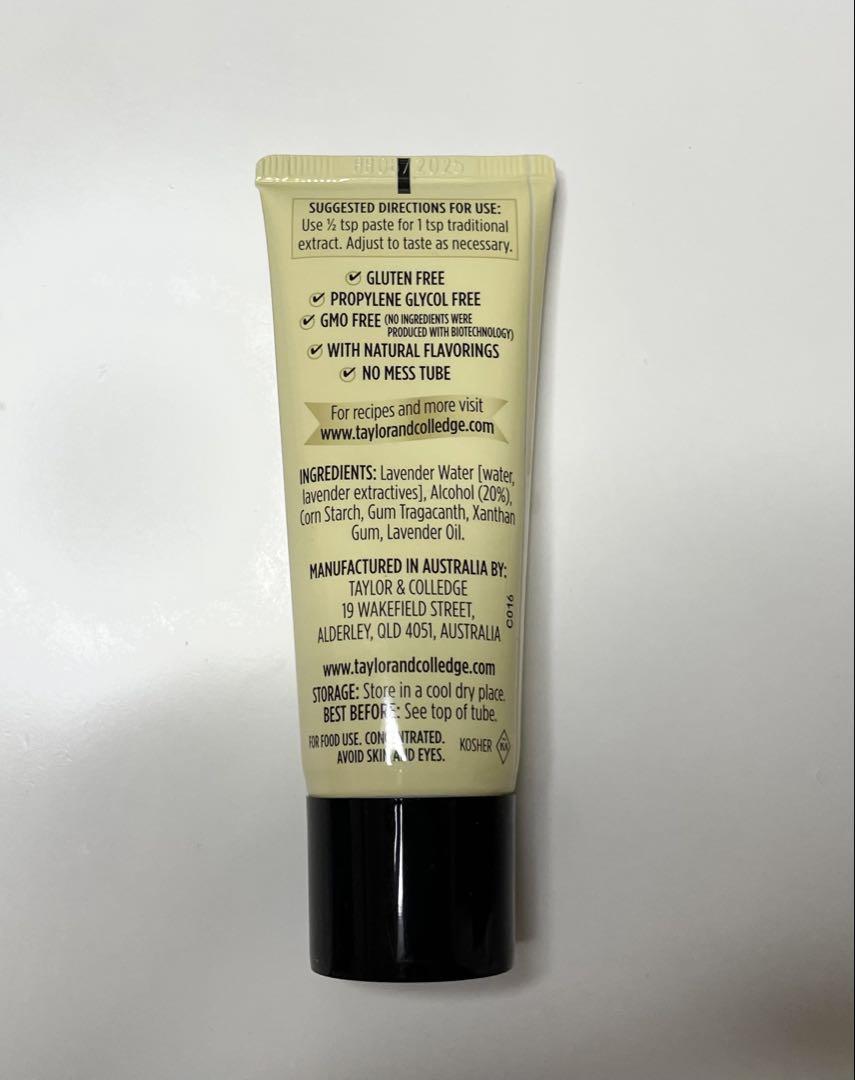 2025
SUGGESTED DIRECTIONS FOR USE:
Use ½ tsp paste for 1 tsp traditional
extract. Adjust to taste as necessary.
GLUTEN FREE
PROPYLENE GLYCOL FREE
GMO FREE (NO INGREDIENTS WERE
PRODUCED WITH BIOTECHNOLOGY)
WITH NATURAL FLAVORINGS
NO MESS TUBE
For recipes and more visit
www.taylorandcolledge.com
INGREDIENTS: Lavender Water [water,
lavender extractives], Alcohol (20%),
Corn Starch, Gum Tragacanth, Xanthan
Gum, Lavender Oil.
MANUFACTURED IN AUSTRALIA BY:
TAYLOR & COLLEDGE
19 WAKEFIELD STREET,
ALDERLEY, QLD 4051, AUSTRALIA
C016
www.taylorandcolledge.com
STORAGE: Store in a cool dry place.
BEST BEFORE: See top of tube.
FOR FOOD USE. CONCENTRATED.
AVOID SKIN AND EYES.
KOSHER